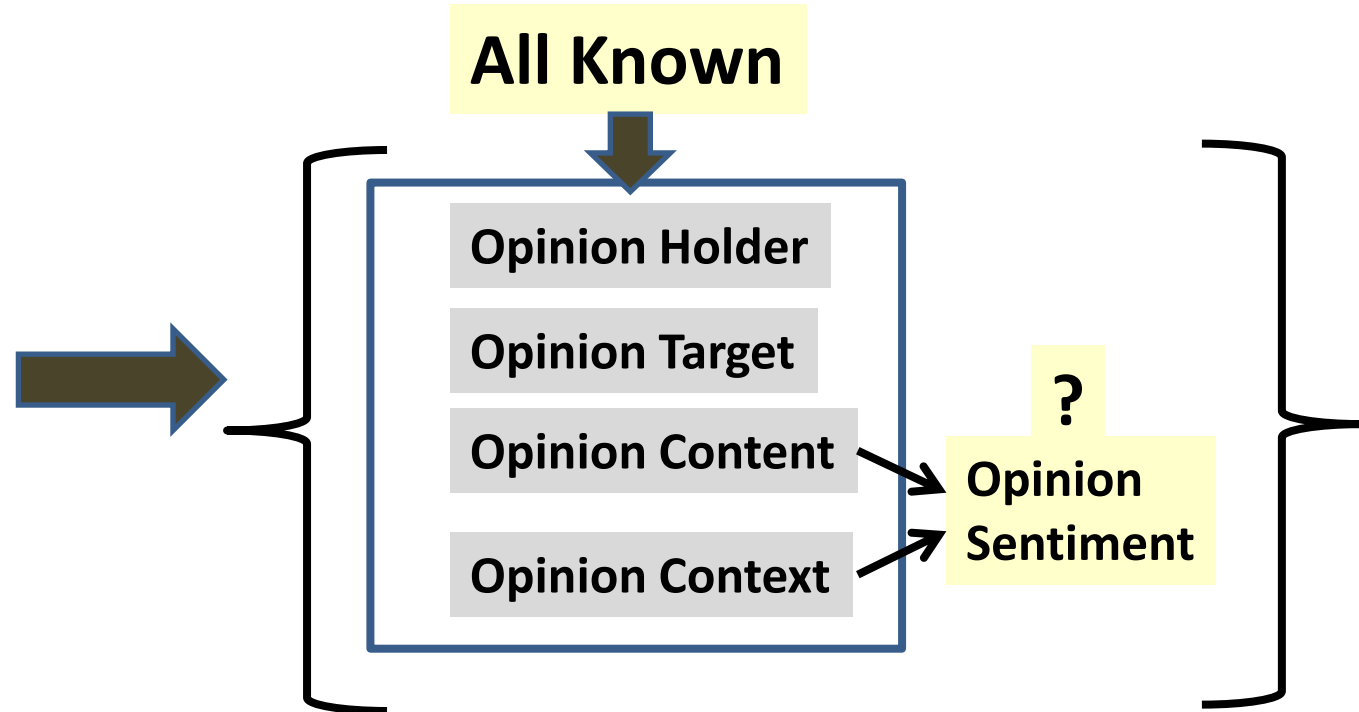 All Known
Opinion Holder
Opinion Target
Opinion Content
Opinion Context
?
Opinion
Sentiment